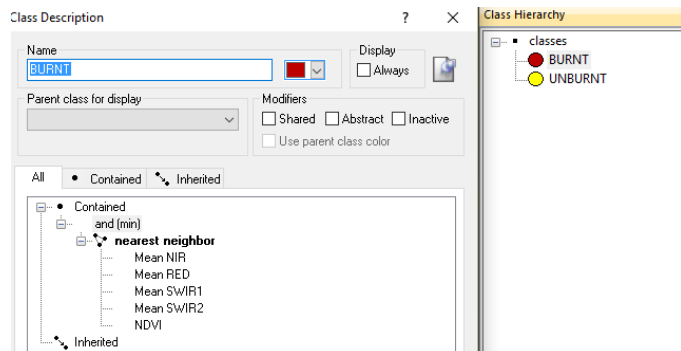 Class Description ? ×
Name
BURNT
Display
Always
Parent class for display
Modifiers
Shared Abstract Inactive
Use parent class color
All Contained Inherited
Contained
and (min)
nearest neighbor
Mean NIR
Mean RED
Mean SWIR1
Mean SWIR2
NDVI
Inherited
Class Hierarchy
classes
BURNT
UNBURNT